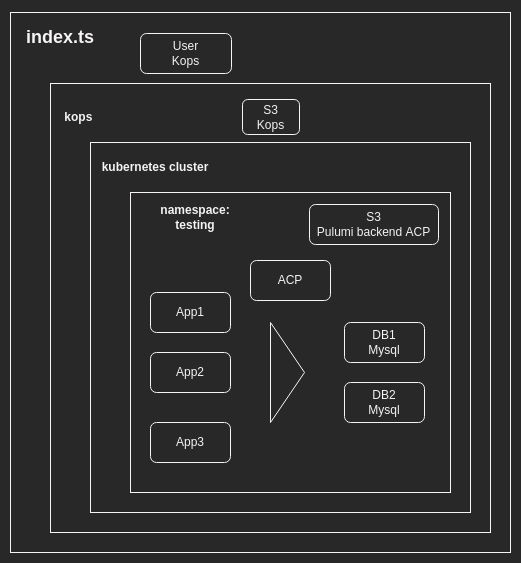 index.ts
User
Kops
kops
S3
Kops
kubernetes cluster
namespace:
testing
S3
Pulumi backend ACP
ACP
App1
App2
App3
DB1
Mysql
DB2
Mysql